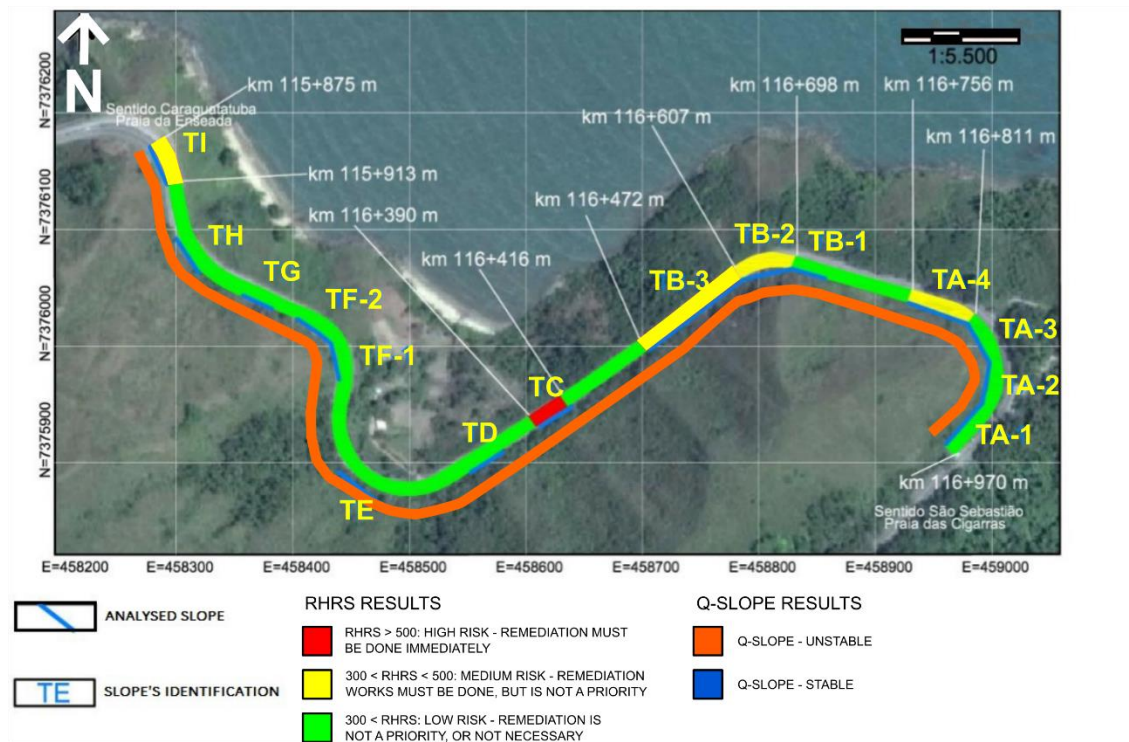 N
1:5.500
km 115+875 m
km 116+698 m
km 116+756 m
Sentido Caraguatatuba
Praia da Enseada
km 116+607 m
km 116+811 m
TI
km 115+913 m
km 116+390 m
km 116+472 m
TH
km 116+416 m
TB-2
TB-1
TG
TB-3
TA-4
TF-2
TA-3
TF-1
TC
TA-2
TD
TA-1
TE
km 116+970 m
Sentido São Sebastião
Praia das Cigarras
N=7376200
N=7376100
N=7376000
N=7375900
E=458200
E=458300
E=458400
E=458500
E=458600
E=458700
E=458800
E=458900
E=459000
ANALYSED SLOPE
TE
SLOPE'S IDENTIFICATION
RHRS RESULTS
RHRS > 500: HIGH RISK - REMEDIATION MUST
BE DONE IMMEDIATELY
300 < RHRS < 500: MEDIUM RISK - REMEDIATION
WORKS MUST BE DONE, BUT IS NOT A PRIORITY
300 < RHRS: LOW RISK - REMEDIATION IS
NOT A PRIORITY, OR NOT NECESSARY
Q-SLOPE RESULTS
Q-SLOPE - UNSTABLE
Q-SLOPE - STABLE